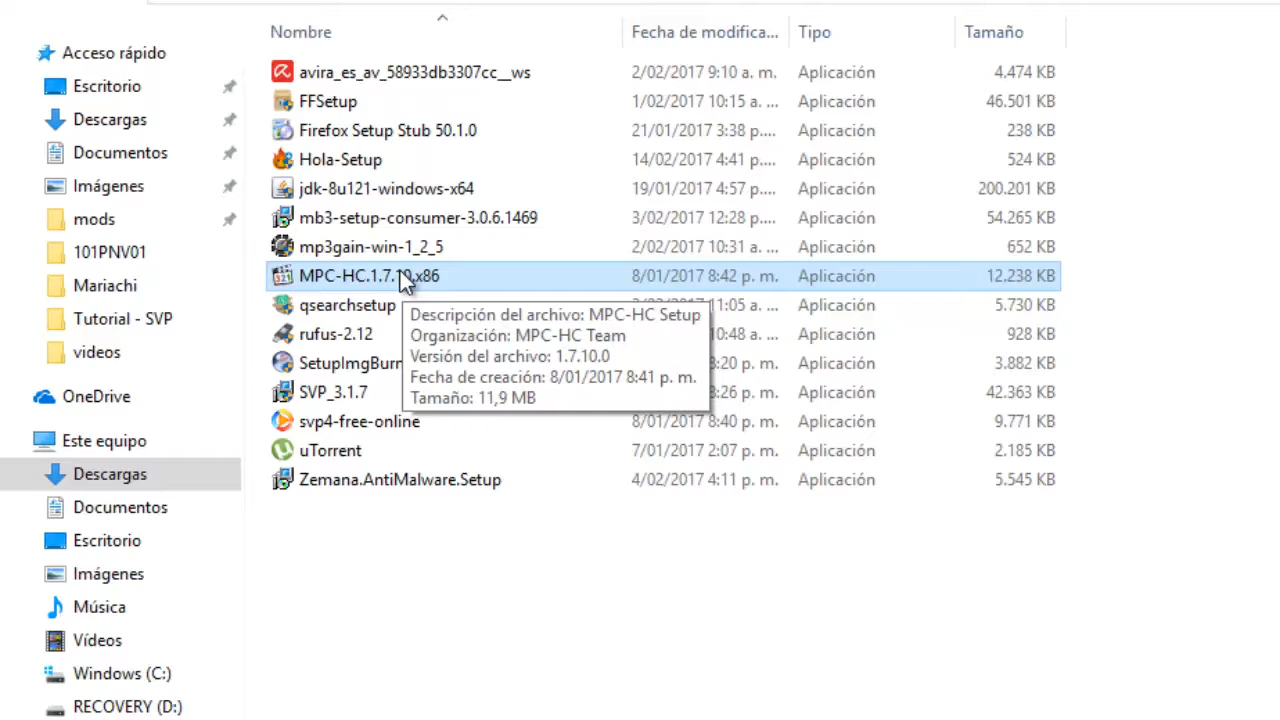 Nombre Fecha de modifica... Tipo Tamaño
Acceso rápido
Escritorio
Descargas
Documentos
Imágenes
mods
101PNV01
Mariachi
Tutorial - SVP
videos
OneDrive
Este equipo
Descargas
Documentos
Escritorio
Imágenes
Música
Vídeos
Windows (C:)
RECOVERY (D:)
avira_es_av_58933db3307cc__ws 2/02/2017 9:10 a. m. Aplicación 4.474 KB
FFSetup 1/02/2017 10:15 a. ... Aplicación 46.501 KB
Firefox Setup Stub 50.1.0 21/01/2017 3:38 p.... Aplicación 238 KB
Hola-Setup 14/02/2017 4:41 p.... Aplicación 524 KB
jdk-8u121-windows-x64 19/01/2017 4:57 p.... Aplicación 200.201 KB
mb3-setup-consumer-3.0.6.1469 3/02/2017 12:28 p.... Aplicación 54.265 KB
mp3gain-win-1_2_5 2/02/2017 10:31 a. ... Aplicación 652 KB
MPC-HC.1.7.10.x86 8/01/2017 8:42 p. m. Aplicación 12.238 KB
qsearchsetup 11:05 a. ... Aplicación 5.730 KB
rufus-2.12 10:48 a. ... Aplicación 928 KB
SetupImgBurn 8:20 p. m. Aplicación 3.882 KB
SVP_3.1.7 8:26 p. m. Aplicación 42.363 KB
svp4-free-online 8/01/2017 8:40 p. m. Aplicación 9.771 KB
uTorrent 7/01/2017 2:07 p. m. Aplicación 2.185 KB
Zemana.AntiMalware.Setup 4/02/2017 4:11 p. m. Aplicación 5.545 KB
Descripción del archivo: MPC-HC Setup
Organización: MPC-HC Team
Versión del archivo: 1.7.10.0
Fecha de creación: 8/01/2017 8:41 p. m.
Tamaño: 11,9 MB